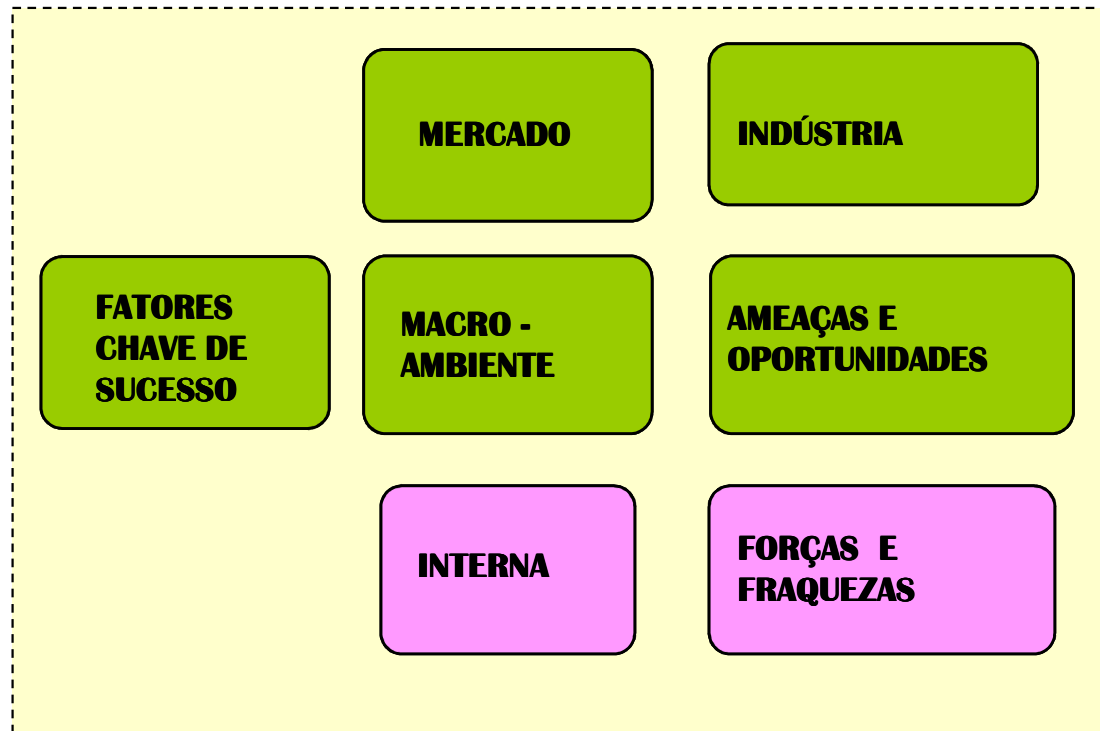 MERCADO
INDÚSTRIA
FATORES
CHAVE DE
SUCESSO
MACRO -
AMBIENTE
AMEAÇAS E
OPORTUNIDADES
INTERNA
FORÇAS E
FRAQUEZAS